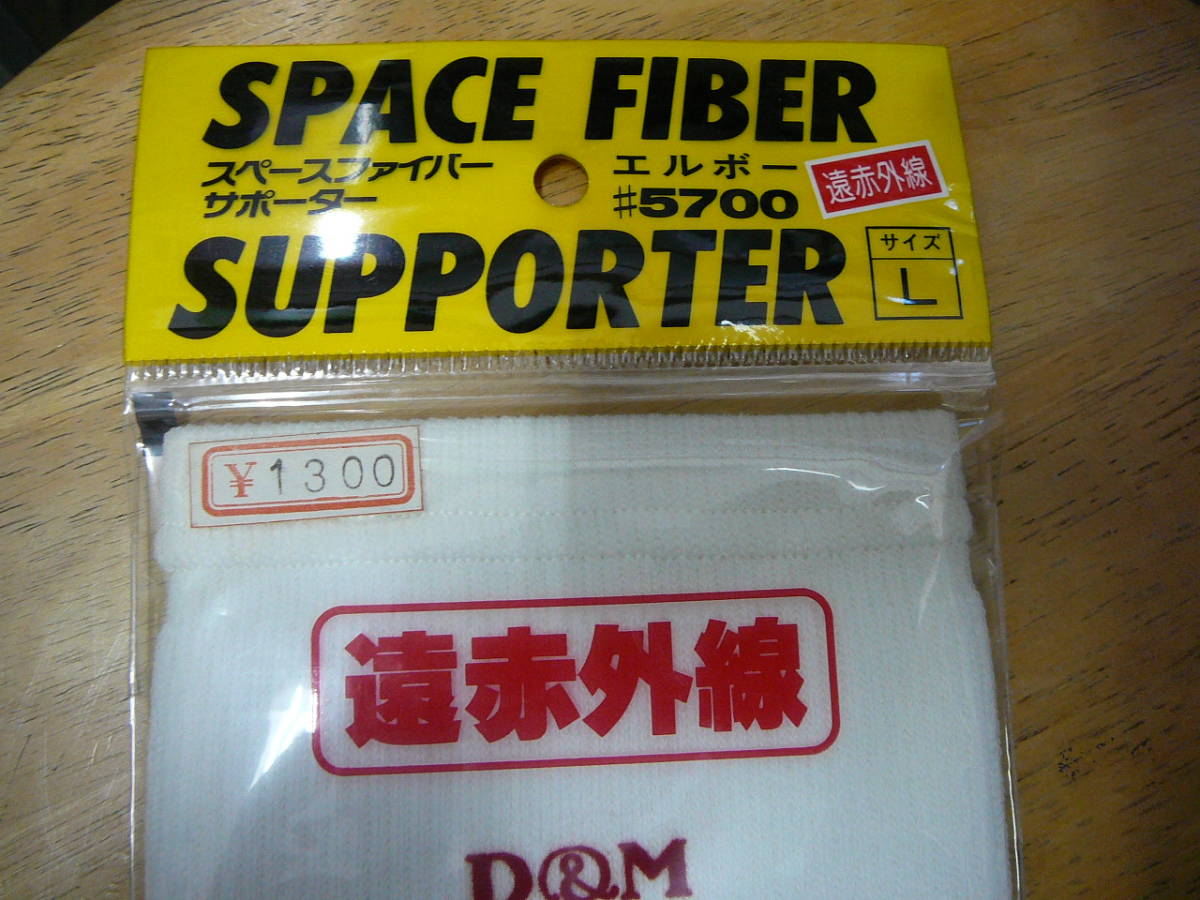 SPACE FIBER
スペースファイバー
サポーター
エルボー
#5700
遠赤外線
SUPPORTER
サイズ
L
¥1300
遠赤外線
D&M